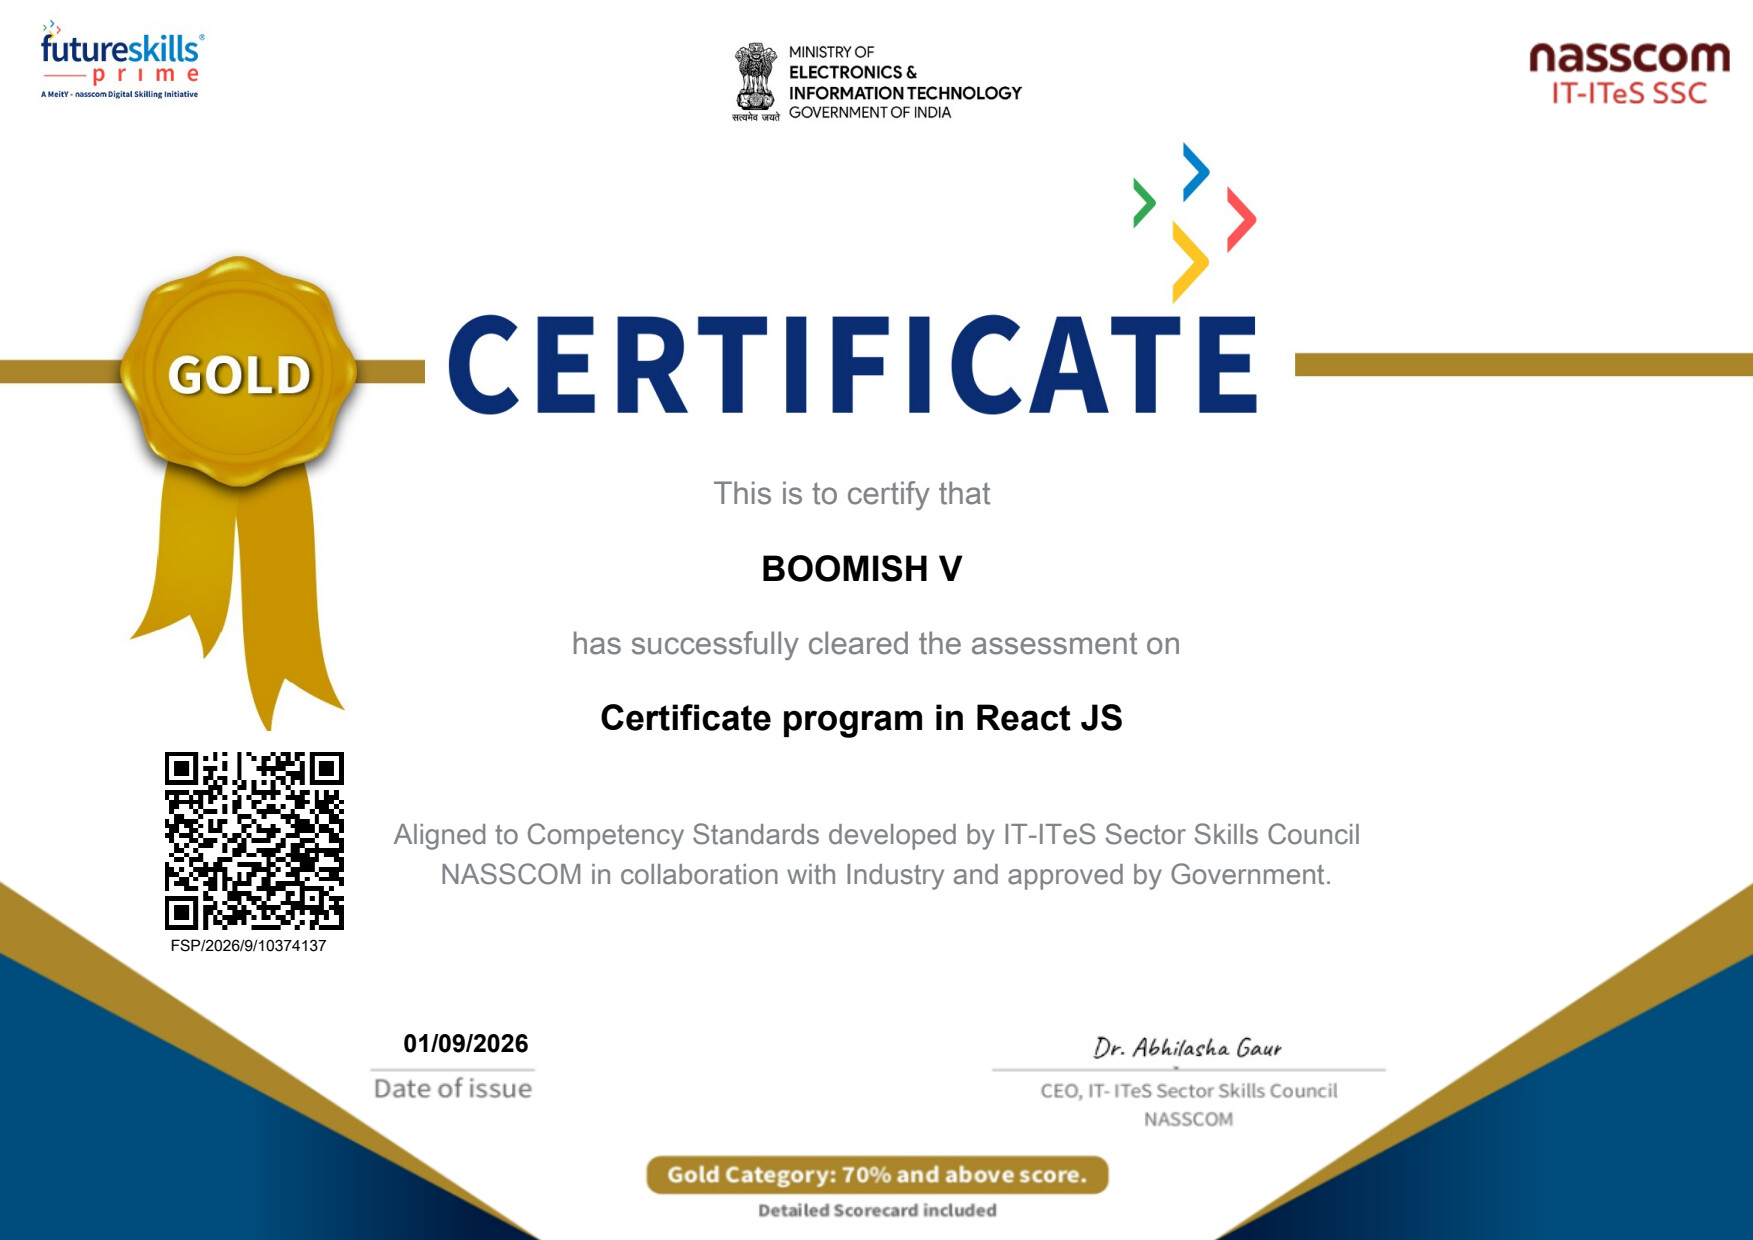 futureskills®
prime
A MeitY - nasscom Digital Skilling Initiative
सत्यमेव जयते
MINISTRY OF
ELECTRONICS &
INFORMATION TECHNOLOGY
GOVERNMENT OF INDIA
nasscom
IT-ITeS SSC
GOLD
CERTIFICATE
This is to certify that
BOOMISH V
has successfully cleared the assessment on
Certificate program in React JS
Aligned to Competency Standards developed by IT-ITeS Sector Skills Council
NASSCOM in collaboration with Industry and approved by Government.
FSP/2026/9/10374137
01/09/2026
Date of issue
Dr. Abhilasha Gaur
CEO, IT- ITeS Sector Skills Council
NASSCOM
Gold Category: 70% and above score.
Detailed Scorecard included